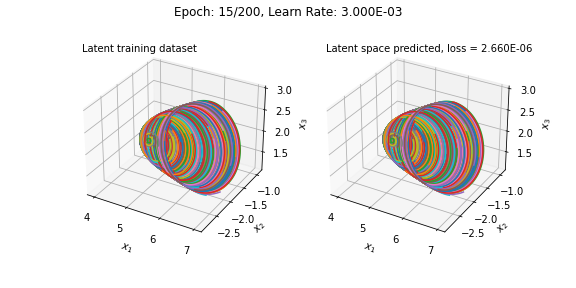 Epoch: 15/200, Learn Rate: 3.000E-03
Latent training dataset
3.0
2.5
2.0
1.5
x₃
−1.0
−1.5
−2.0
−2.5
x₂
4
5
6
7
x₁
Latent space predicted, loss = 2.660E-06
3.0
2.5
2.0
1.5
x₃
−1.0
−1.5
−2.0
−2.5
x₂
4
5
6
7
x₁